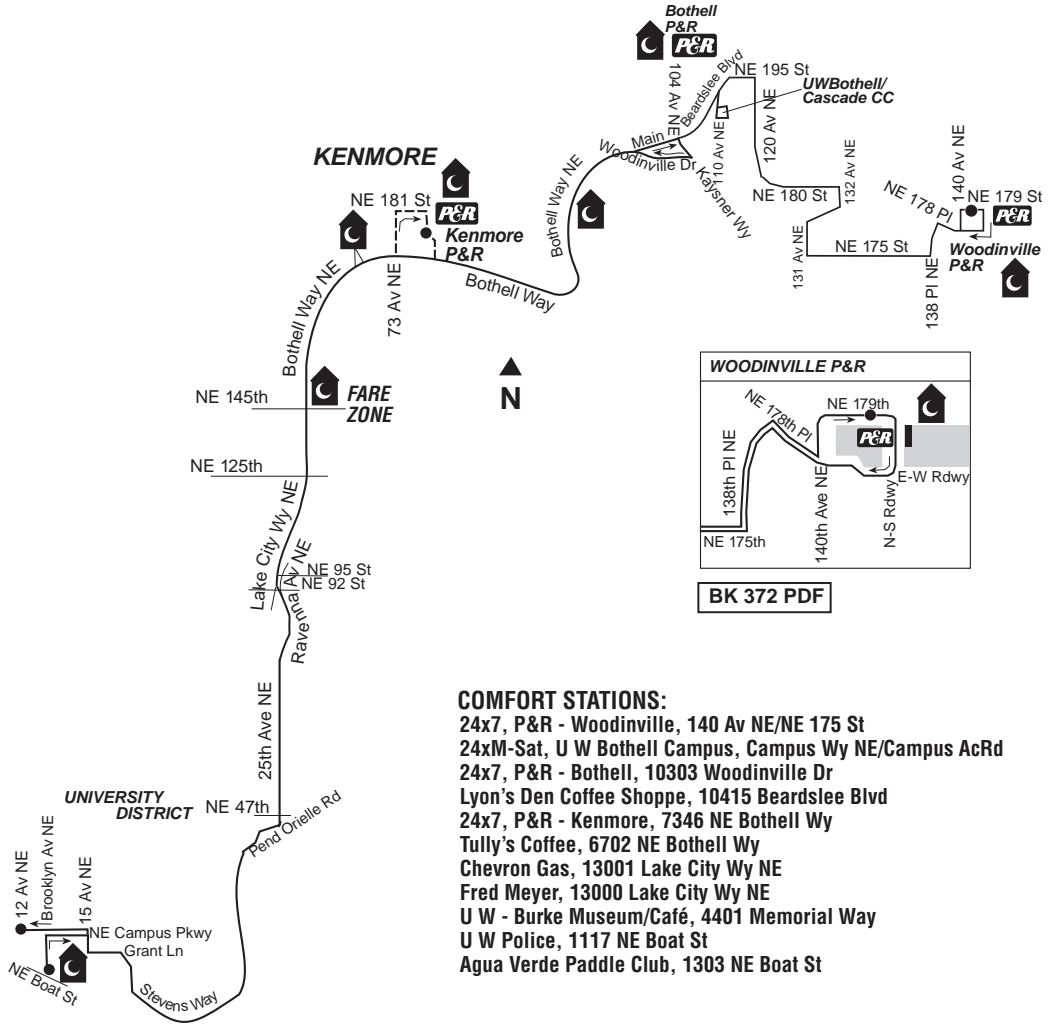 Bothell
P&R
P&R
104 Av NE
Beardslee Blvd
NE 195 St
UWBothell/
Cascade CC
Main
Woodinville Dr
110 Av NE
120 Av NE
Kaysner Wy
132 Av NE
NE 180 St
131 Av NE
NE 175 St
138 Pl NE
NE 178 Pl
140 Av NE
NE 179 St
P&R
Woodinville
P&R
KENMORE
NE 181 St
P&R
Kenmore
P&R
Bothell Way NE
Bothell Way
73 Av NE
Bothell Way NE
N
NE 145th
FARE
ZONE
NE 125th
Lake City Wy NE
NE 95 St
NE 92 St
Ravenna Av NE
25th Ave NE
UNIVERSITY
DISTRICT
NE 47th
Pend Orielle Rd
12 Av NE
Brooklyn Av NE
15 Av NE
NE Campus Pkwy
Grant Ln
NE Boat St
Stevens Way
WOODINVILLE P&R
NE 178th Pl
NE 179th
P&R
138th Pl NE
140th Ave NE
N-S Rdwy
E-W Rdwy
NE 175th
BK 372 PDF
COMFORT STATIONS:
24x7, P&R - Woodinville, 140 Av NE/NE 175 St
24xM-Sat, U W Bothell Campus, Campus Wy NE/Campus AcRd
24x7, P&R - Bothell, 10303 Woodinville Dr
Lyon's Den Coffee Shoppe, 10415 Beardslee Blvd
24x7, P&R - Kenmore, 7346 NE Bothell Wy
Tully's Coffee, 6702 NE Bothell Wy
Chevron Gas, 13001 Lake City Wy NE
Fred Meyer, 13000 Lake City Wy NE
U W - Burke Museum/Café, 4401 Memorial Way
U W Police, 1117 NE Boat St
Agua Verde Paddle Club, 1303 NE Boat St